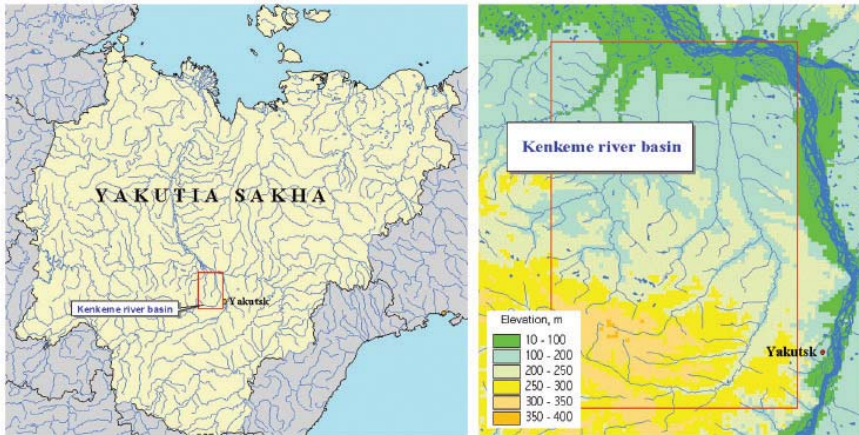 YAKUTIA SAKHA
Kenkeme river basin
Yakutsk
Kenkeme river basin
Elevation, m
10 - 100
100 - 200
200 - 250
250 - 300
300 - 350
350 - 400
Yakutsk